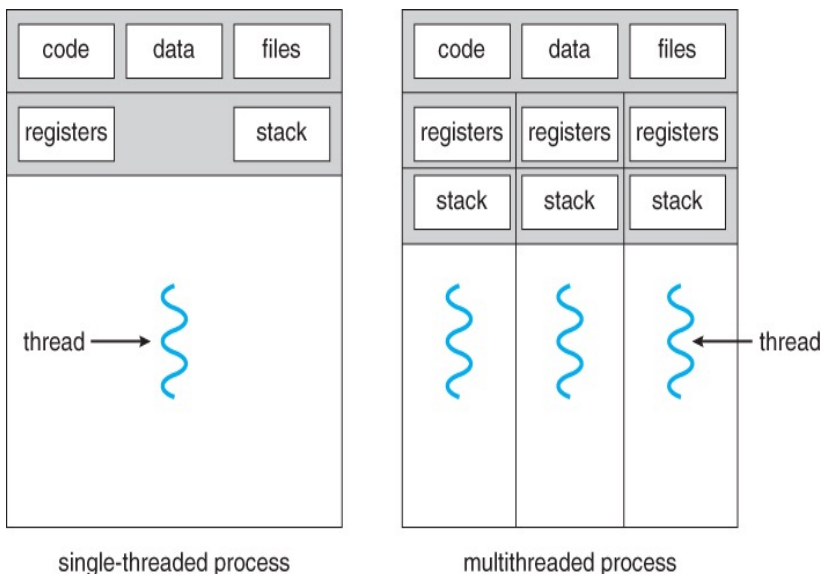 code data files
registers stack
thread
single-threaded process
code data files
registers registers registers
stack stack stack
thread
multithreaded process